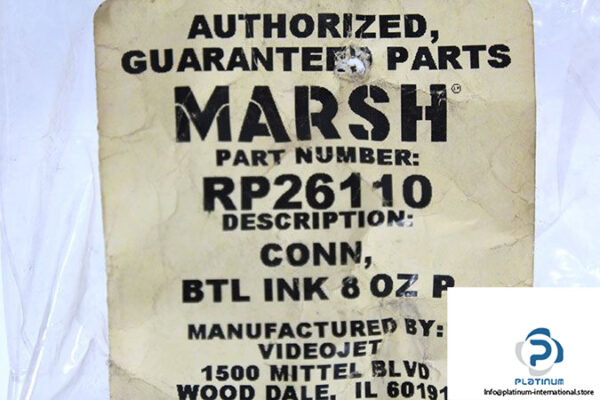 AUTHORIZED,
GUARANTEED PARTS
MARSH
PART NUMBER:
RP26110
DESCRIPTION:
CONN,
BTL INK 8 OZ P
MANUFACTURED BY:
VIDEOJET
1500 MITTEL BLVD
WOOD DALE, IL 60191
PLATINUM
Info@platinum-international.store